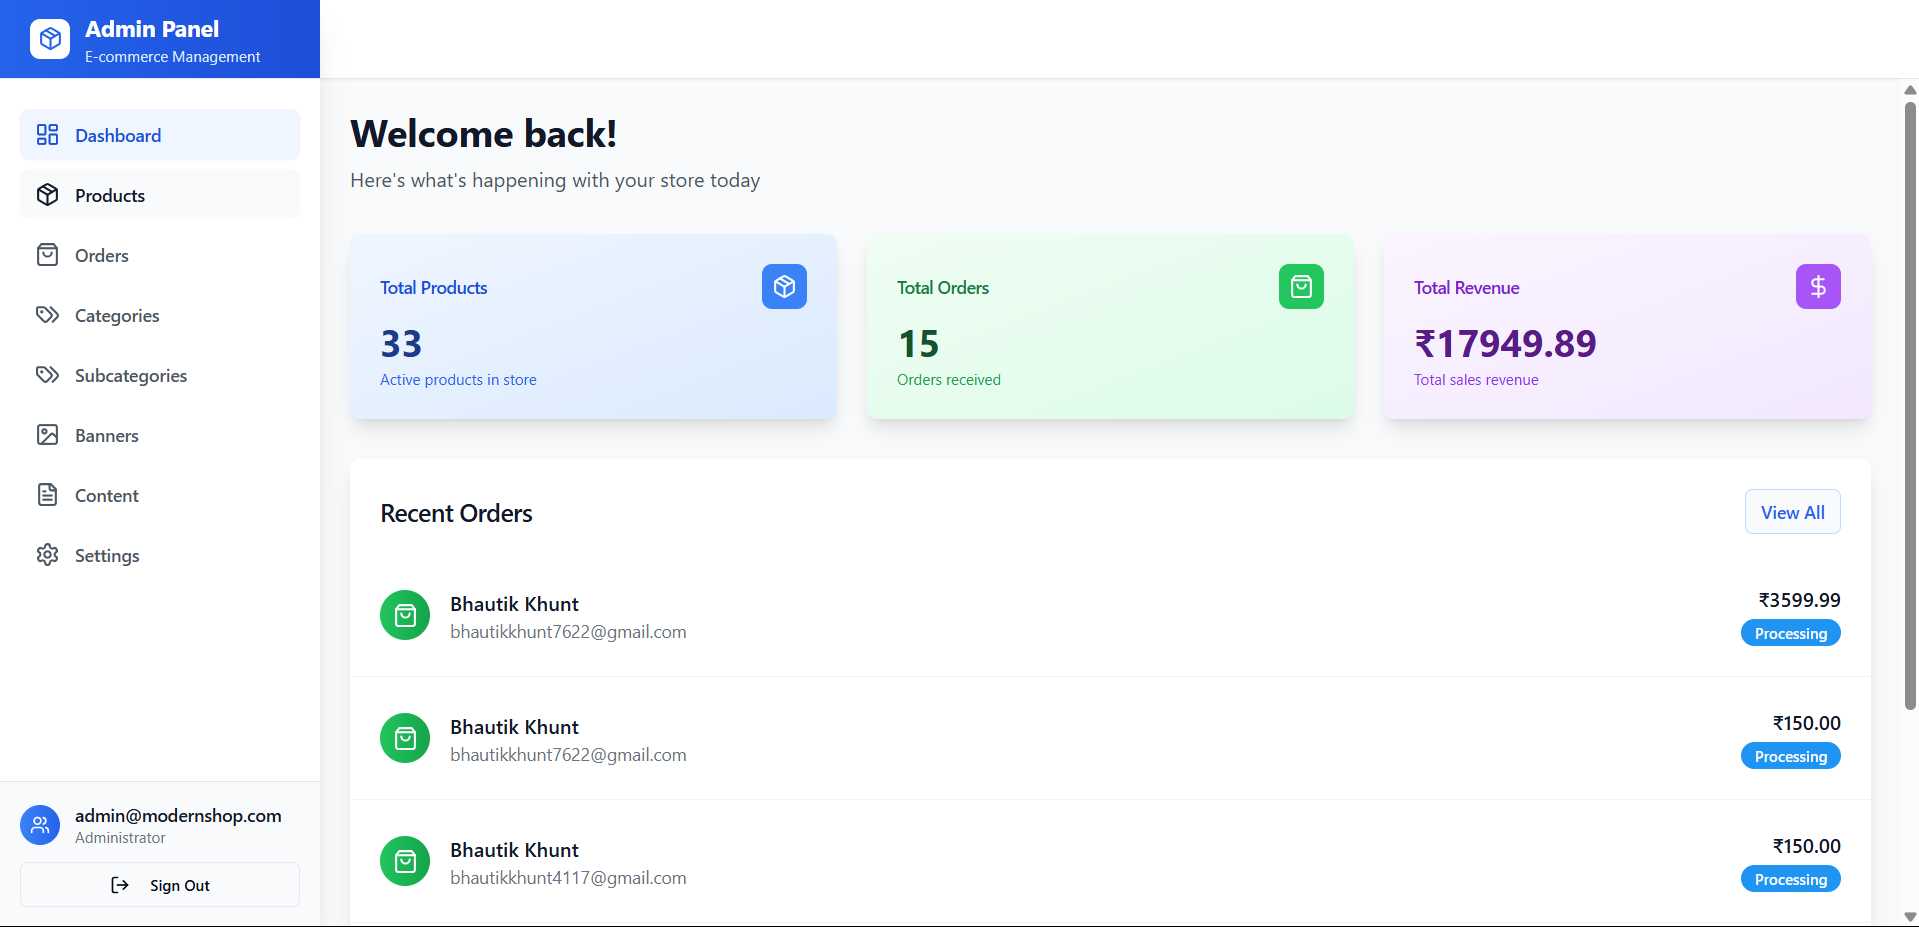 Admin Panel
E-commerce Management
Dashboard
Products
Orders
Categories
Subcategories
Banners
Content
Settings
admin@modernshop.com
Administrator
Sign Out
Welcome back!
Here's what's happening with your store today
Total Products
33
Active products in store
Total Orders
15
Orders received
Total Revenue
₹17949.89
Total sales revenue
Recent Orders
View All
Bhautik Khunt
bhautikkhunt7622@gmail.com
₹3599.99
Processing
Bhautik Khunt
bhautikkhunt7622@gmail.com
₹150.00
Processing
Bhautik Khunt
bhautikkhunt4117@gmail.com
₹150.00
Processing